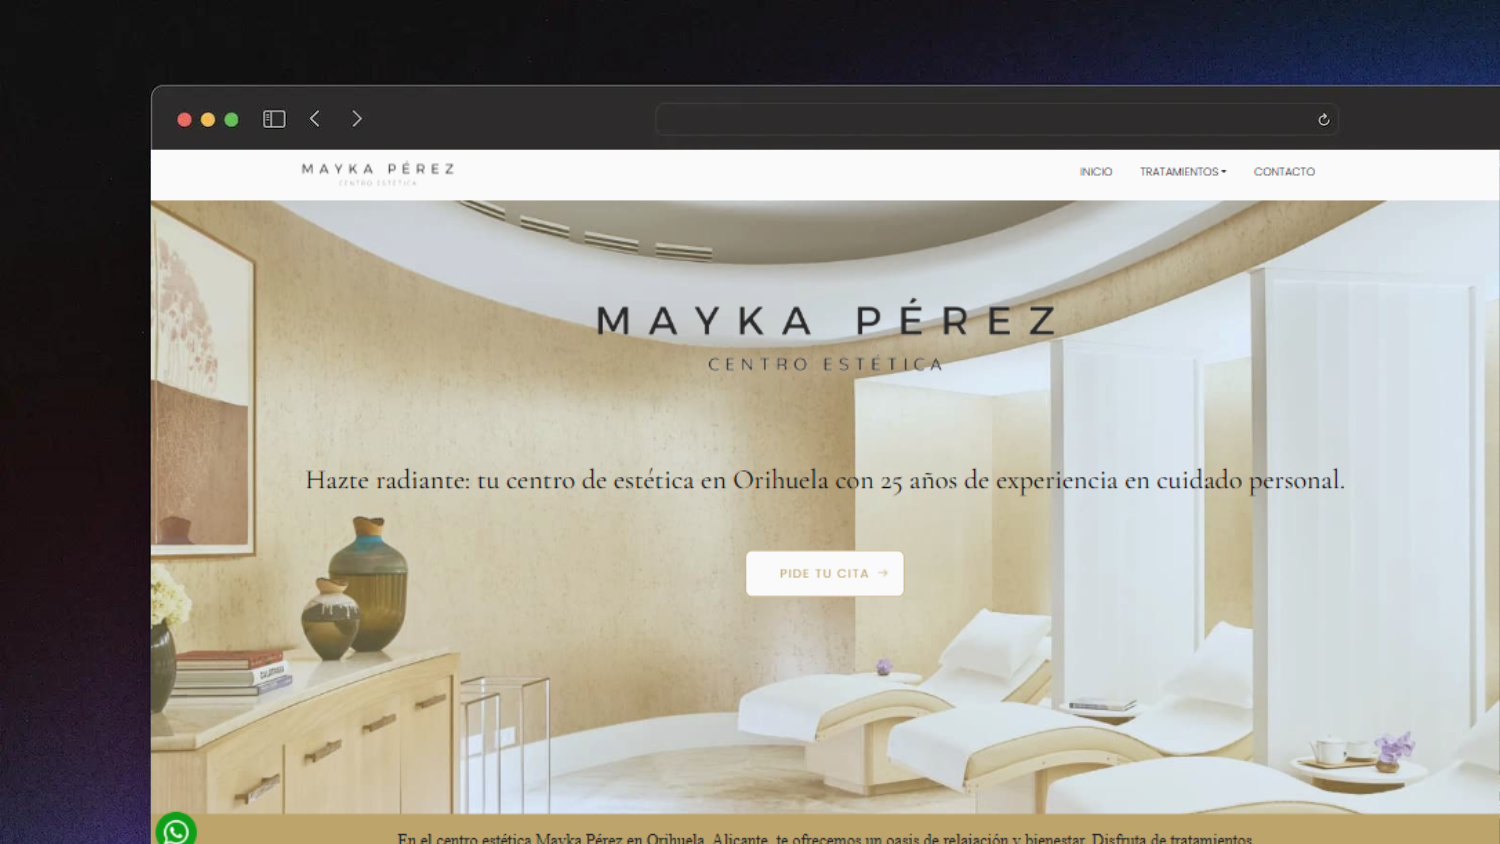 MAYKA PÉREZ
CENTRO ESTÉTICA
INICIO TRATAMIENTOS CONTACTO
MAYKA PÉREZ
CENTRO ESTÉTICA
Hazte radiante: tu centro de estética en Orihuela con 25 años de experiencia en cuidado personal.
PIDE TU CITA →
En el centro estética Mayka Pérez en Orihuela, Alicante, te ofrecemos un oasis de relajación y bienestar. Disfruta de tratamientos